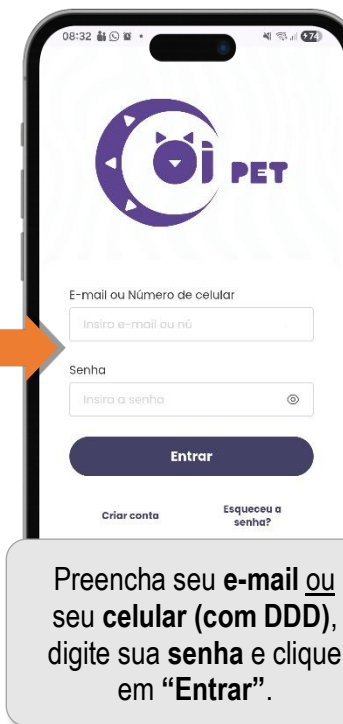 08:32
74
Oi PET
E-mail ou Número de celular
Insira e-mail ou nú
Senha
Insira a senha
Entrar
Criar conta
Esqueceu a
senha?
Preencha seu e-mail ou
seu celular (com DDD),
digite sua senha e clique
em “Entrar”.